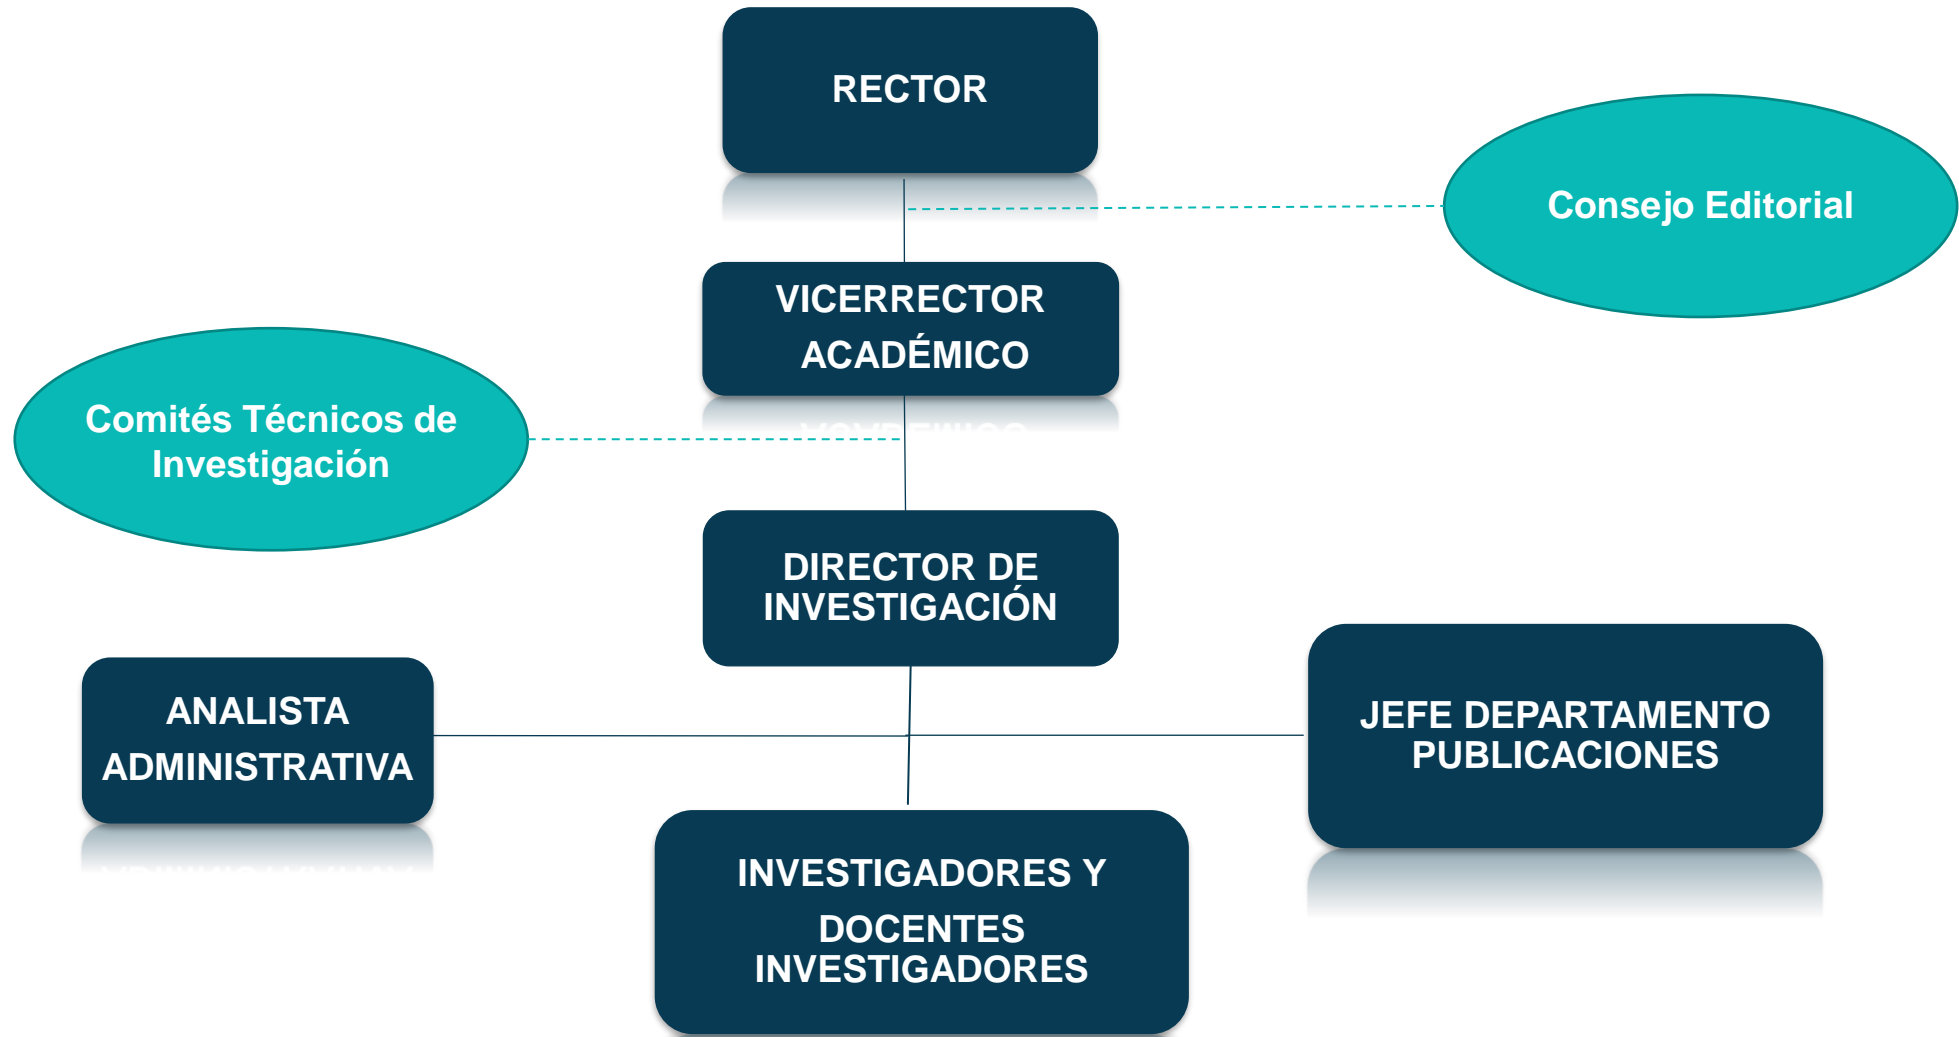 RECTOR
Consejo Editorial
VICERRECTOR
ACADÉMICO
Comités Técnicos de
Investigación
DIRECTOR DE
INVESTIGACIÓN
ANALISTA
ADMINISTRATIVA
JEFE DEPARTAMENTO
PUBLICACIONES
INVESTIGADORES Y
DOCENTES
INVESTIGADORES